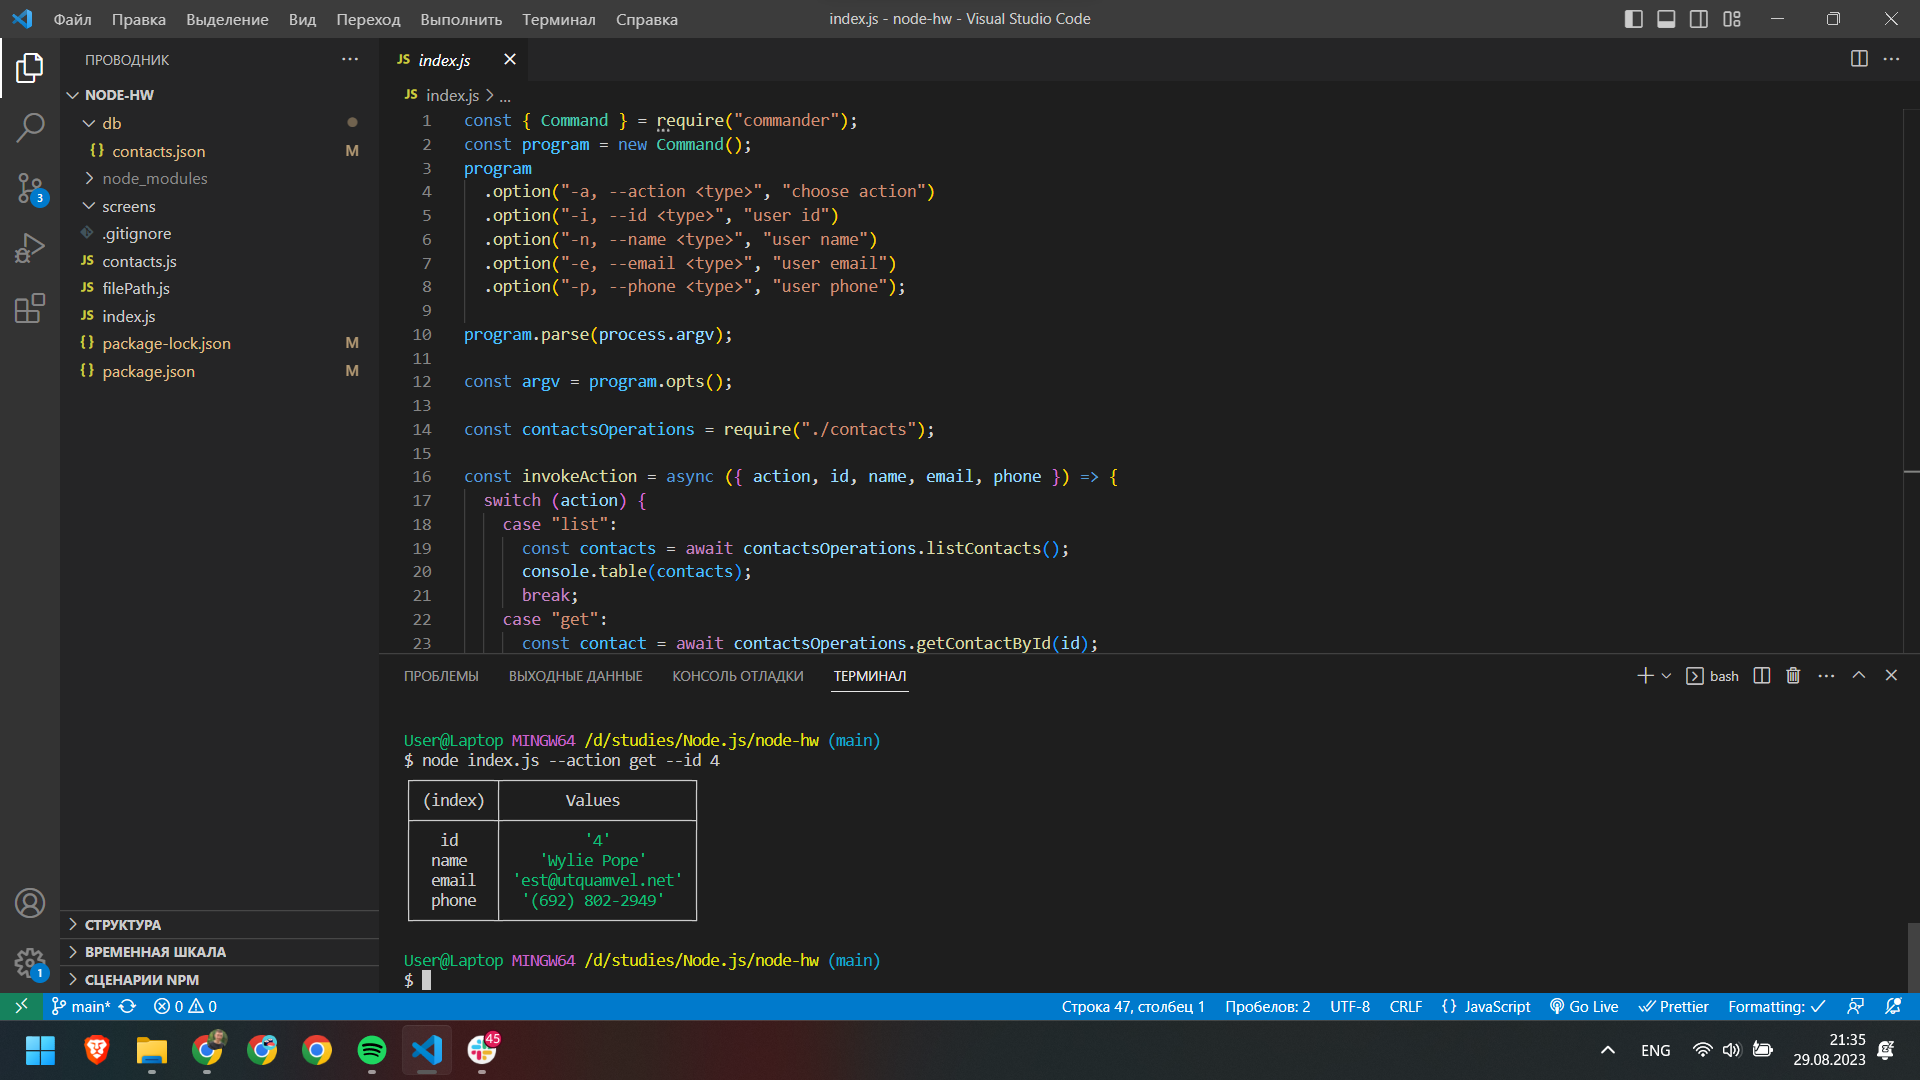 Файл Правка Выделение Вид Переход Выполнить Терминал Справка
index.js - node-hw - Visual Studio Code
ПРОВОДНИК
NODE-HW
db
contacts.json M
node_modules
screens
.gitignore
contacts.js
filePath.js
index.js
package-lock.json M
package.json M
СТРУКТУРА
ВРЕМЕННАЯ ШКАЛА
СЦЕНАРИИ NPM
3
1
JS index.js
JS index.js > ...
1 const { Command } = require("commander");
2 const program = new Command();
3 program
4 .option("-a, --action <type>", "choose action")
5 .option("-i, --id <type>", "user id")
6 .option("-n, --name <type>", "user name")
7 .option("-e, --email <type>", "user email")
8 .option("-p, --phone <type>", "user phone");
9
10 program.parse(process.argv);
11
12 const argv = program.opts();
13
14 const contactsOperations = require("./contacts");
15
16 const invokeAction = async ({ action, id, name, email, phone }) => {
17 switch (action) {
18 case "list":
19 const contacts = await contactsOperations.listContacts();
20 console.table(contacts);
21 break;
22 case "get":
23 const contact = await contactsOperations.getContactById(id);
ПРОБЛЕМЫ ВЫХОДНЫЕ ДАННЫЕ КОНСОЛЬ ОТЛАДКИ ТЕРМИНАЛ
bash
User@Laptop MINGW64 /d/studies/Node.js/node-hw (main)
$ node index.js --action get --id 4
(index) Values
id '4'
name 'Wylie Pope'
email 'est@utquamvel.net'
phone '(692) 802-2949'
User@Laptop MINGW64 /d/studies/Node.js/node-hw (main)
$
main* 0 0
Строка 47, столбец 1 Пробелов: 2 UTF-8 CRLF {} JavaScript Go Live Prettier Formatting: ✓
45
ENG
21:35
29.08.2023